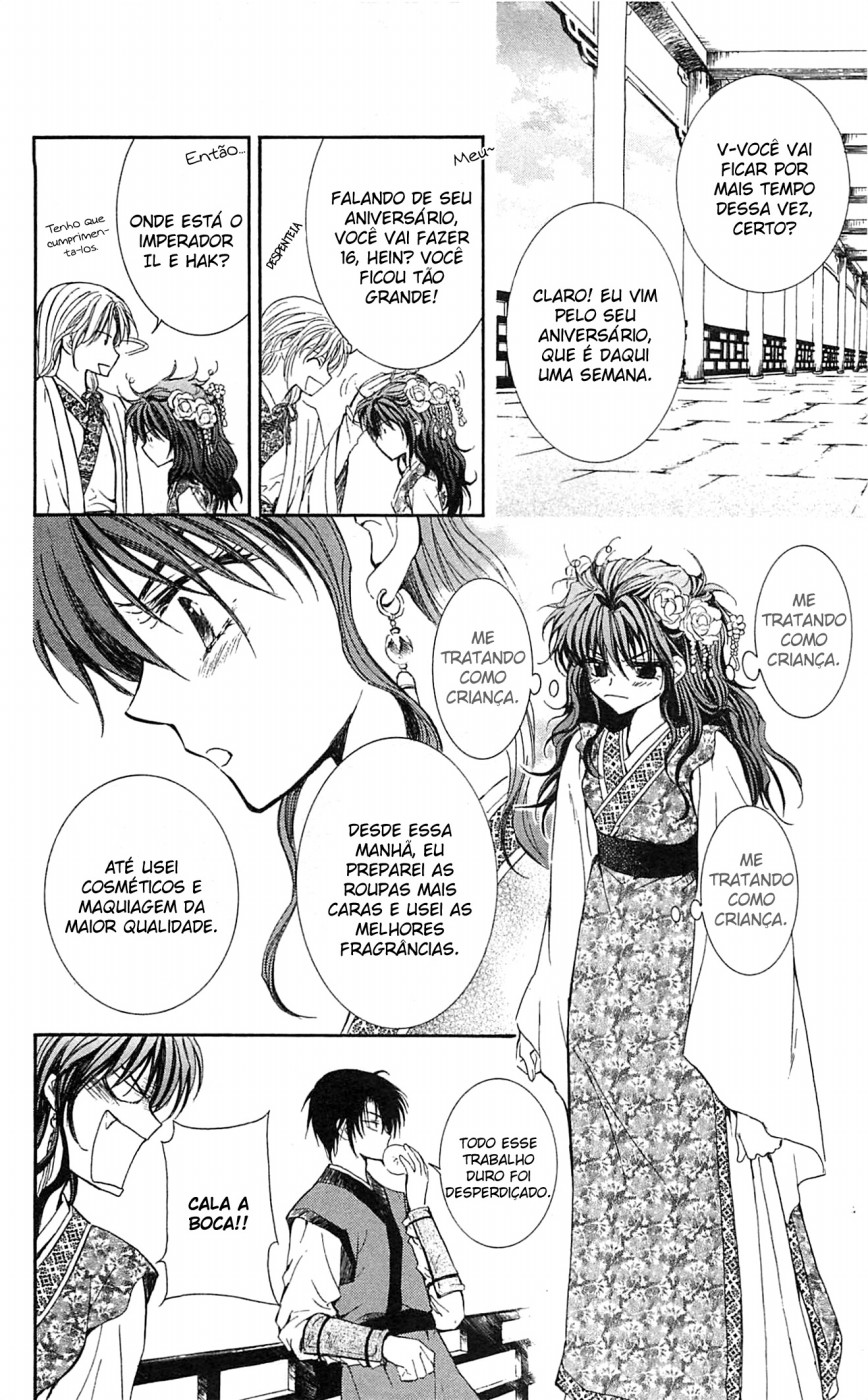 V-VOCÊ VAI
FICAR POR
MAIS TEMPO
DESSA VEZ,
CERTO?
CLARO! EU VIM
PELO SEU
ANIVERSÁRIO,
QUE É DAQUI
UMA SEMANA.
Meu~
FALANDO DE SEU
ANIVERSÁRIO,
VOCÊ VAI FAZER
16, HEIN? VOCÊ
FICOU TÃO
GRANDE!
DESPENTEIA
Então...
ONDE ESTÁ O
IMPERADOR
IL E HAK?
Tenho que
cumprimen-
ta-los.
ME
TRATANDO
COMO
CRIANÇA.
ME
TRATANDO
COMO
CRIANÇA.
ME
TRATANDO
COMO
CRIANÇA.
DESDE ESSA
MANHÃ, EU
PREPAREI AS
ROUPAS MAIS
CARAS E USEI AS
MELHORES
FRAGRÂNCIAS.
ATÉ USEI
COSMÉTICOS E
MAQUIAGEM DA
MAIOR QUALIDADE.
TODO ESSE
TRABALHO
DURO FOI
DESPERDIÇADO.
CALA A
BOCA!!